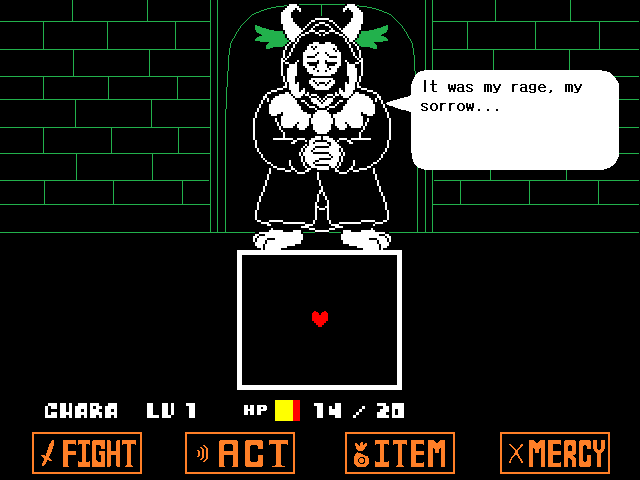 It was my rage, my
sorrow...
CHARA LV 1 HP 14 / 20
FIGHT ACT ITEM MERCY